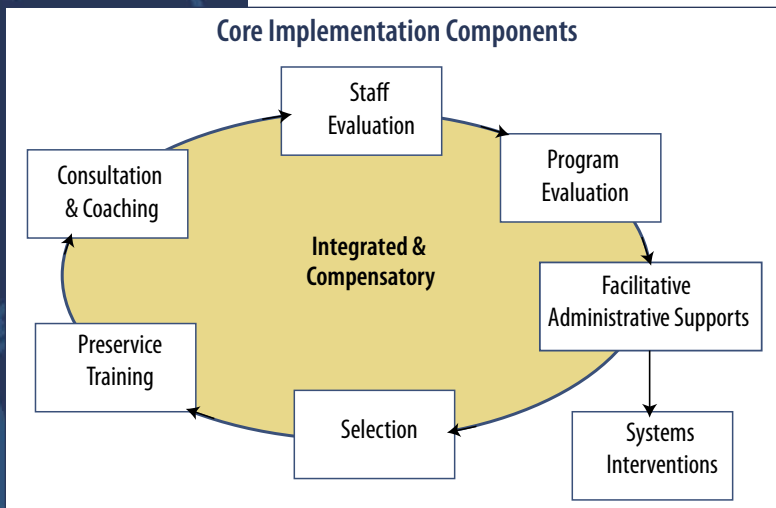 Core Implementation Components
Staff
Evaluation
Program
Evaluation
Consultation
& Coaching
Integrated &
Compensatory
Facilitative
Administrative Supports
Preservice
Training
Selection
Systems
Interventions